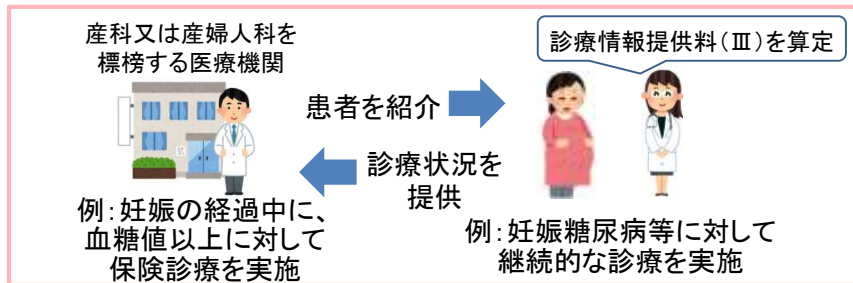 産科又は産婦人科を
標榜する医療機関
診療情報提供料(Ⅲ)を算定
患者を紹介
診療状況を
提供
例:妊娠の経過中に、
血糖値以上に対して
保険診療を実施
例:妊娠糖尿病等に対して
継続的な診療を実施